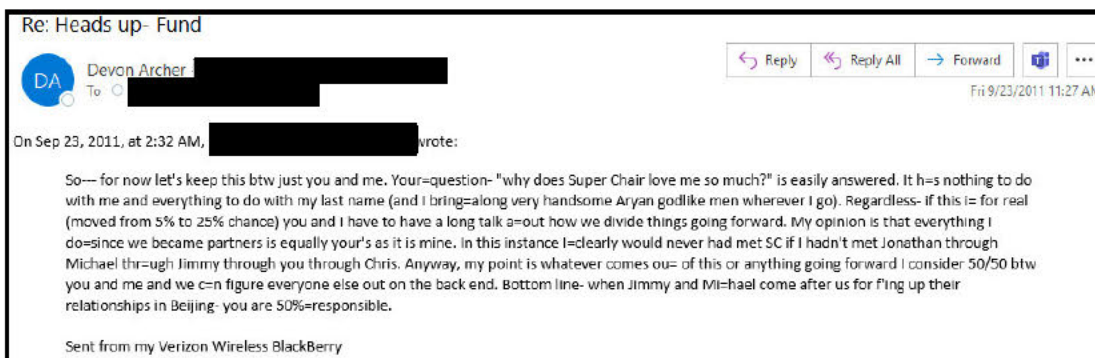 Re: Heads up- Fund
DA
Devon Archer
To
Reply
Reply All
Forward
Fri 9/23/2011 11:27 AM
On Sep 23, 2011, at 2:32 AM, wrote:
So--- for now let's keep this btw just you and me. Your=question- "why does Super Chair love me so much?" is easily answered. It h=s nothing to do
with me and everything to do with my last name (and I bring=along very handsome Aryan godlike men wherever I go). Regardless- if this i= for real
(moved from 5% to 25% chance) you and I have to have a long talk a=out how we divide things going forward. My opinion is that everything I
do=since we became partners is equally your's as it is mine. In this instance I=clearly would never had met SC if I hadn't met Jonathan through
Michael thr=ugh Jimmy through you through Chris. Anyway, my point is whatever comes ou= of this or anything going forward I consider 50/50 btw
you and me and we c=n figure everyone else out on the back end. Bottom line- when Jimmy and Mi=hael come after us for f'ing up their
relationships in Beijing- you are 50%=responsible.
Sent from my Verizon Wireless BlackBerry